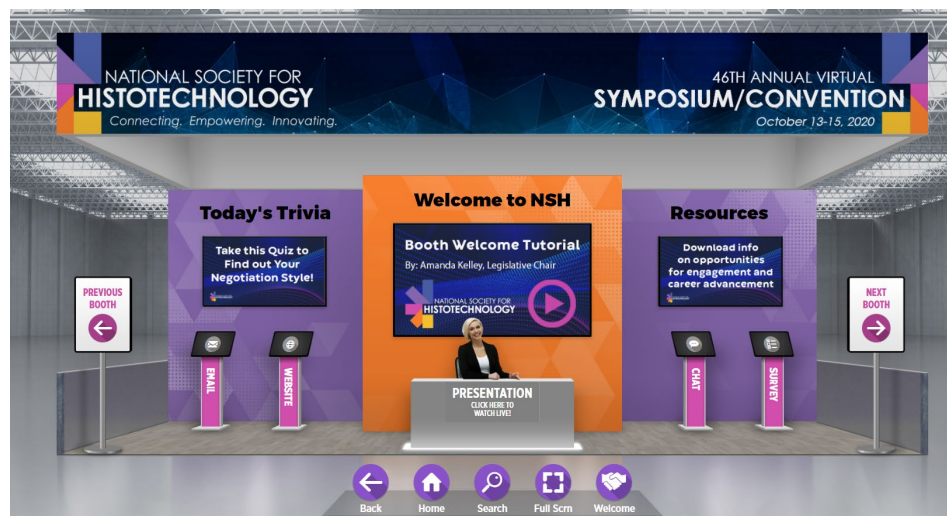 NATIONAL SOCIETY FOR
HISTOTECHNOLOGY
Connecting. Empowering. Innovating.
46TH ANNUAL VIRTUAL
SYMPOSIUM/CONVENTION
October 13-15, 2020
Today's Trivia
Take this Quiz to
Find out Your
Negotiation Style!
Welcome to NSH
Booth Welcome Tutorial
By: Amanda Kelley, Legislative Chair
NATIONAL SOCIETY FOR
HISTOTECHNOLOGY
Resources
Download info
on opportunities
for engagement and
career advancement
PREVIOUS
BOOTH
NEXT
BOOTH
EMAIL
WEBSITE
PRESENTATION
CLICK HERE TO
WATCH LIVE!
CHAT
SURVEY
Back
Home
Search
Full Scrn
Welcome